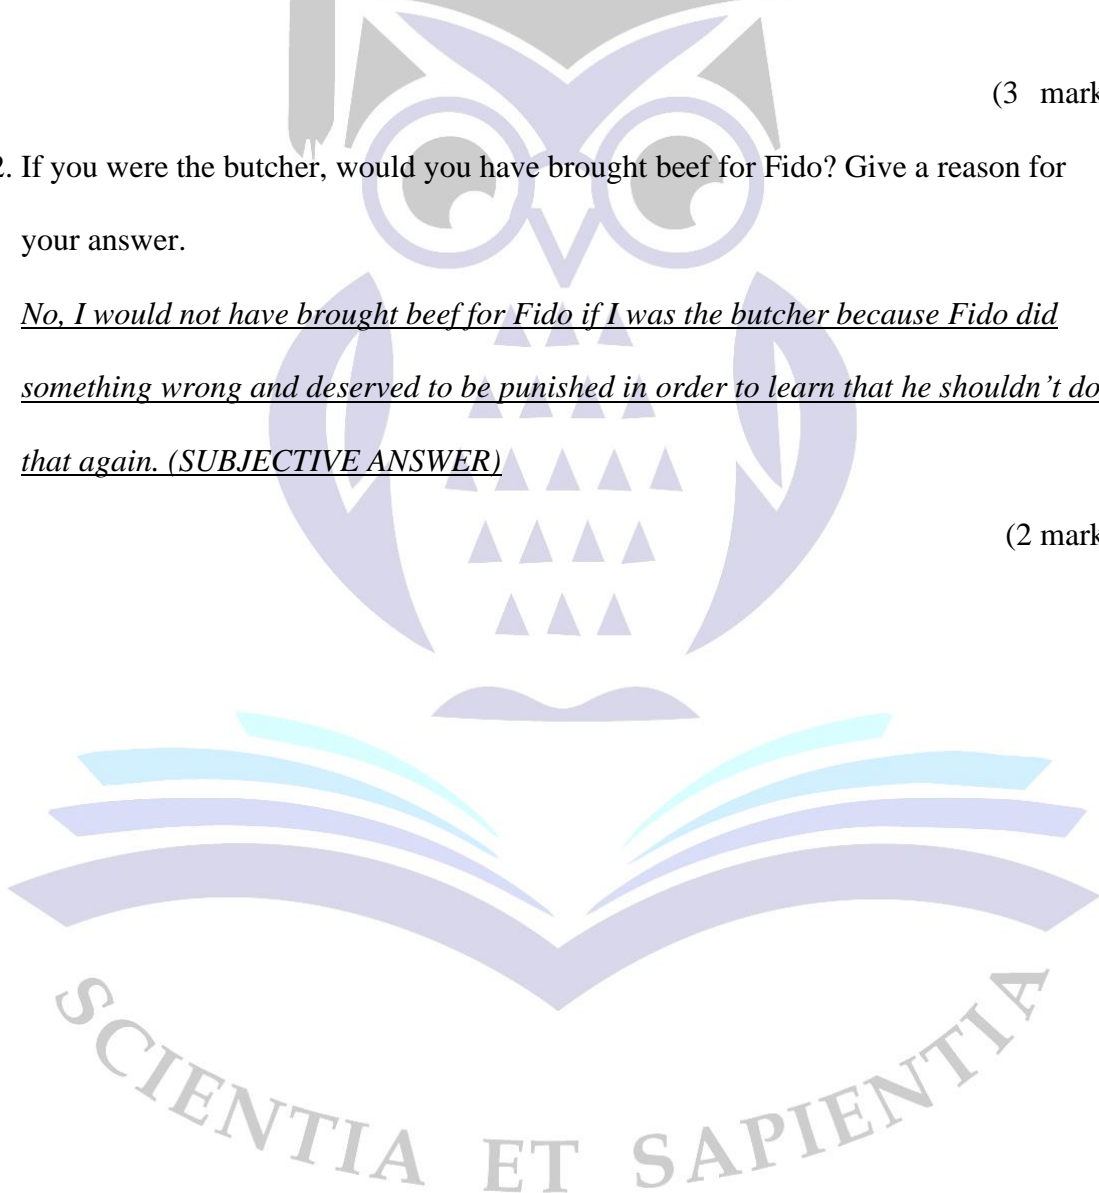 (3 mark
2. If you were the butcher, would you have brought beef for Fido? Give a reason for
your answer.
No, I would not have brought beef for Fido if I was the butcher because Fido did
something wrong and deserved to be punished in order to learn that he shouldn’t do
that again. (SUBJECTIVE ANSWER)
(2 mark
SCIENTIA ET SAPIENTIA